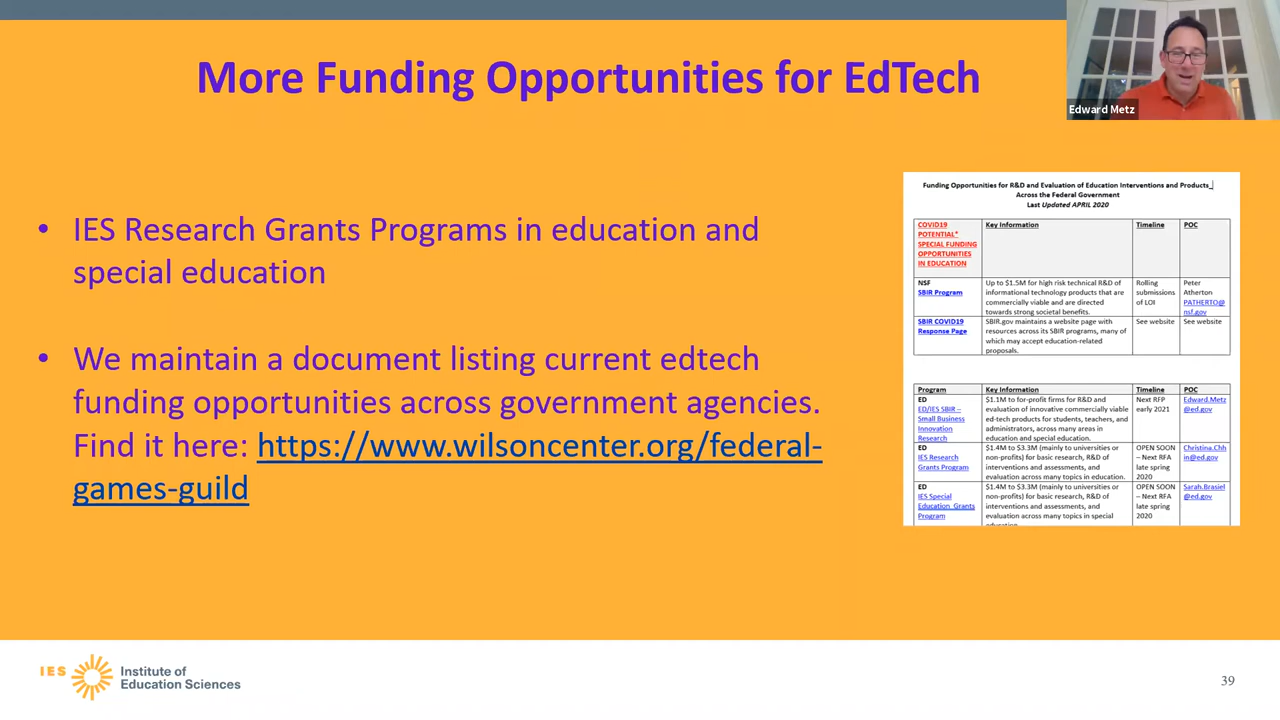 More Funding Opportunities for EdTech
Edward Metz
• IES Research Grants Programs in education and
special education
• We maintain a document listing current edtech
funding opportunities across government agencies.
Find it here: https://www.wilsoncenter.org/federal-
games-guild
Funding Opportunities for R&D and Evaluation of Education Interventions and Products
Across the Federal Government
Last Updated APRIL 2020
COVID19
POTENTIAL*
SPECIAL FUNDING
OPPORTUNITIES
IN EDUCATION
Key Information
Timeline
POC
NSF
SBIR Program
Up to $1.5M for high risk technical R&D of
informational technology products that are
commercially viable and are directed
towards strong societal benefits.
Rolling
submissions
of LOI
Peter
Atherton
PATHERTO@
nsf.gov
SBIR COVID19
Response Page
SBIR.gov maintains a website page with
resources across its SBIR programs, many of
which may accept education-related
proposals.
See website
See website
Program
Key Information
Timeline
POC
ED
ED/IES SBIR –
Small Business
Innovation
Research
$1.1M to for-profit firms for R&D and
evaluation of innovative commercially viable
ed-tech products for students, teachers, and
administrators, across many areas in
education and special education.
Next RFP
early 2021
Edward.Metz
@ed.gov
ED
IES Research
Grants Program
$1.4M to $3.3M (mainly to universities or
non-profits) for basic research, R&D of
interventions and assessments, and
evaluation across many topics in education.
OPEN SOON
– Next RFA
late spring
2020
Christina.Chh
in@ed.gov
ED
IES Special
Education Grants
Program
$1.4M to $3.3M (mainly to universities or
non-profits) for basic research, R&D of
interventions and assessments, and
evaluation across many topics in special
education.
OPEN SOON
– Next RFA
late spring
2020
Sarah.Brasiel
@ed.gov
IES
Institute of
Education Sciences
39